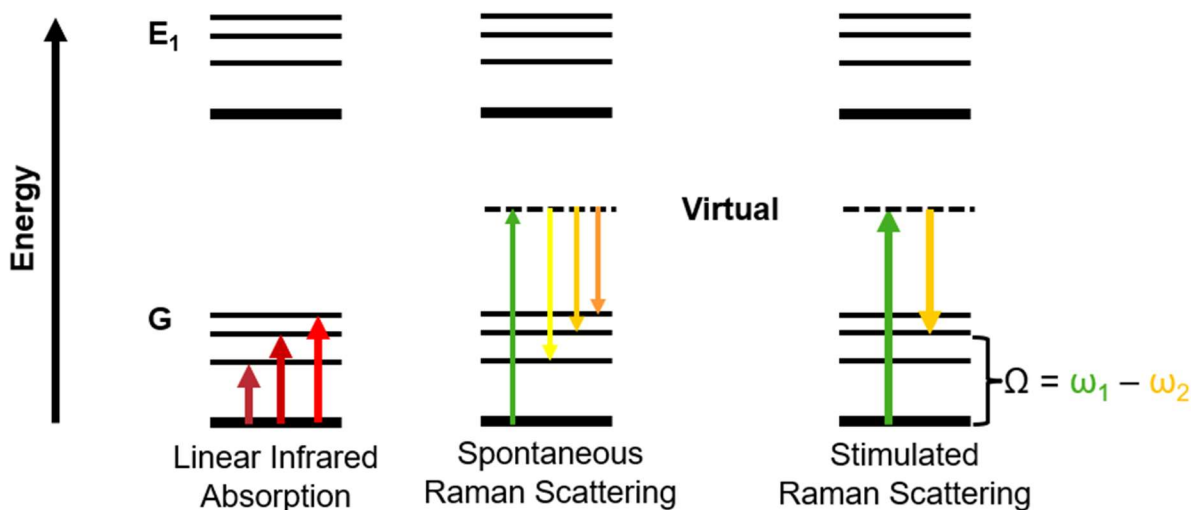 E₁
Energy
Virtual
G
Ω = ω₁ – ω₂
Linear Infrared
Absorption
Spontaneous
Raman Scattering
Stimulated
Raman Scattering